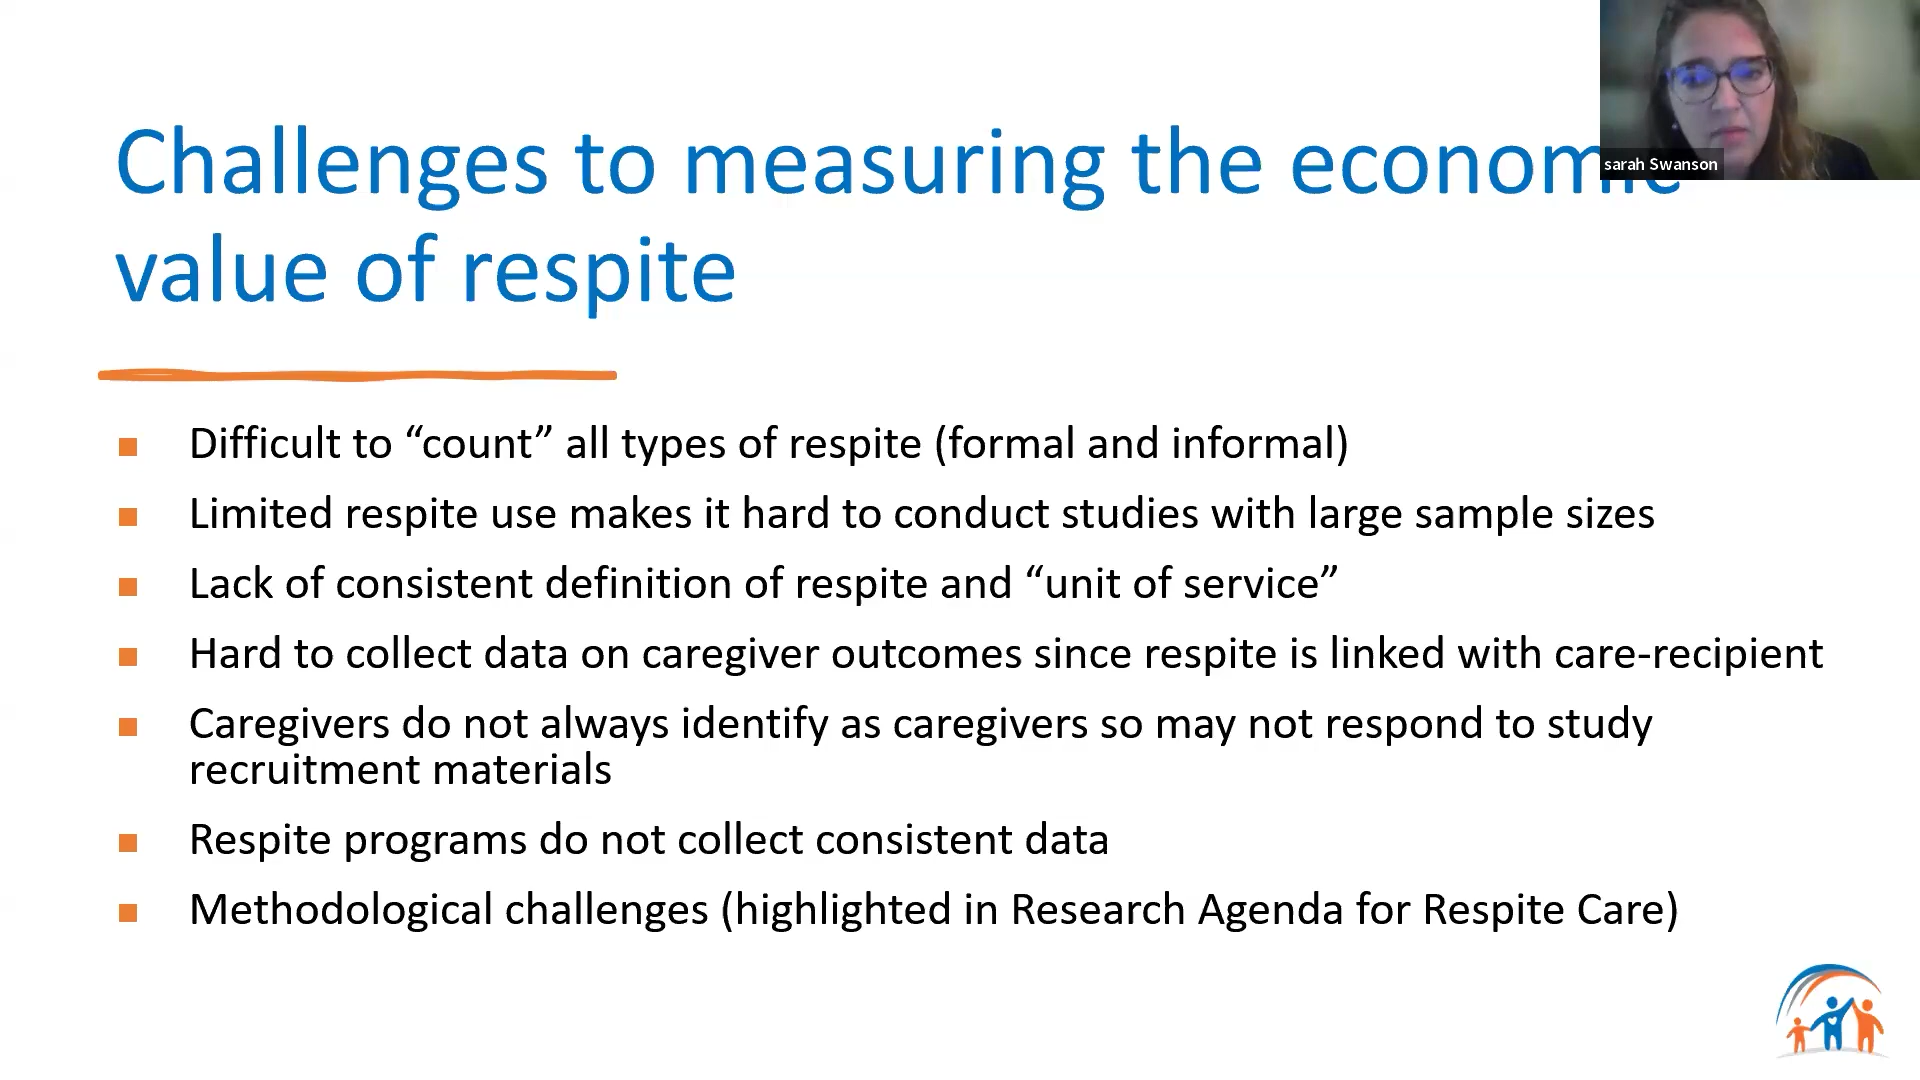 Challenges to measuring the economic
value of respite
sarah Swanson
Difficult to “count” all types of respite (formal and informal)
Limited respite use makes it hard to conduct studies with large sample sizes
Lack of consistent definition of respite and “unit of service”
Hard to collect data on caregiver outcomes since respite is linked with care-recipient
Caregivers do not always identify as caregivers so may not respond to study
recruitment materials
Respite programs do not collect consistent data
Methodological challenges (highlighted in Research Agenda for Respite Care)